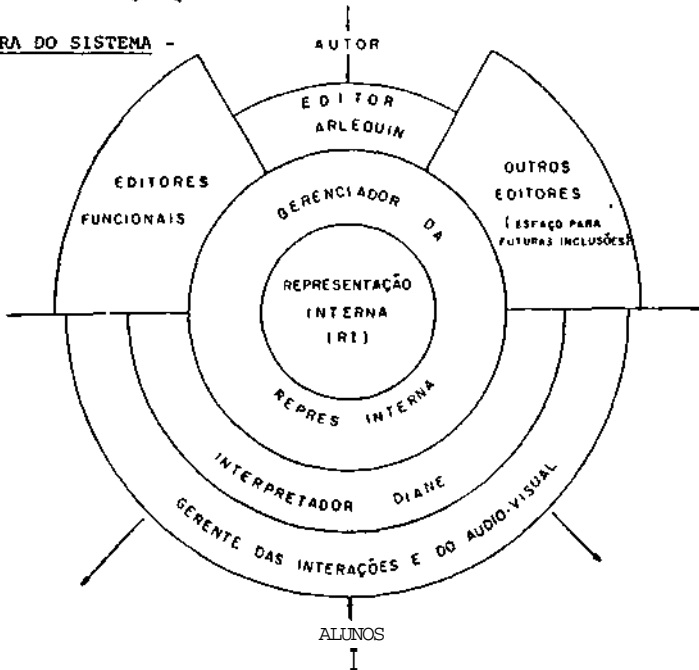 RA DO SISTEMA -
AUTOR
EDITOR
ARLEQUIN
EDITORES
FUNCIONAIS
OUTROS
EDITORES
(ESPAÇO PARA
FUTURAS INCLUSÕES)
GERENCIADOR DA
REPRESENTAÇÃO
INTERNA
(RI)
REPRES INTERNA
INTERPRETADOR DIANE
GERENTE DAS INTERAÇÕES E DO AUDIO-VISUAL
ALUNOS